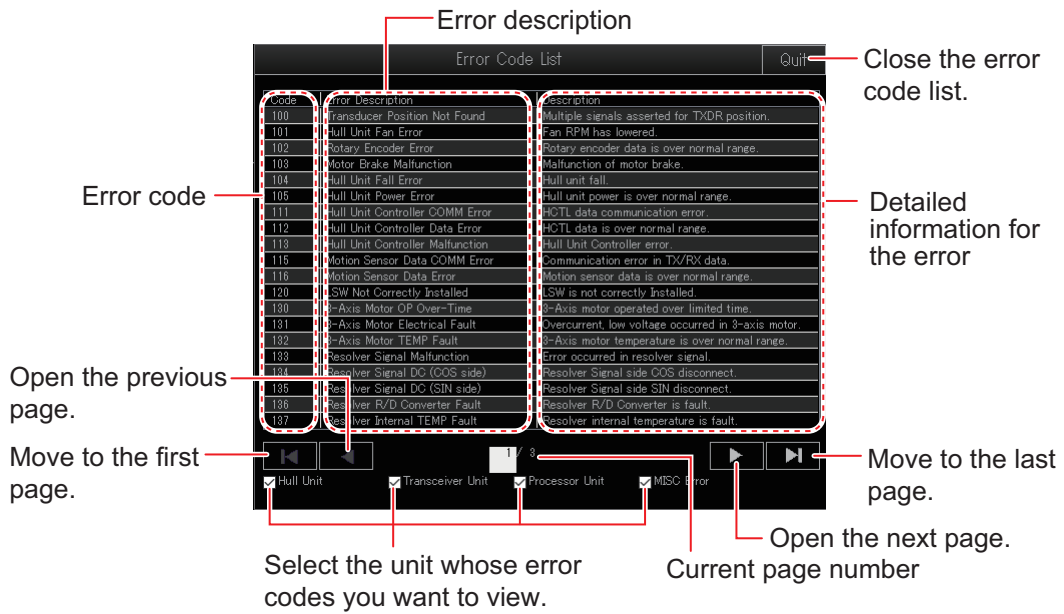 Error description
Error Code List
Quit
Close the error
code list.
Code Error Description Description
100 Transducer Position Not Found Multiple signals asserted for TXDR position.
101 Hull Unit Fan Error Fan RPM has lowered.
102 Rotary Encoder Error Rotary encoder data is over normal range.
103 Motor Brake Malfunction Malfunction of motor brake.
104 Hull Unit Fall Error Hull unit fall.
105 Hull Unit Power Error Hull unit power is over normal range.
111 Hull Unit Controller COMM Error HCTL data communication error.
112 Hull Unit Controller Data Error HCTL data is over normal range.
113 Hull Unit Controller Malfunction Hull Unit Controller error.
115 Motion Sensor Data COMM Error Communication error in TX/RX data.
116 Motion Sensor Data Error Motion sensor data is over normal range.
120 LSW Not Correctly Installed LSW is not correctly Installed.
130 3-Axis Motor OP Over-Time 3-Axis motor operated over limited time.
131 3-Axis Motor Electrical Fault Overcurrent, low voltage occurred in 3-axis motor.
132 3-Axis Motor TEMP Fault 3-Axis motor temperature is over normal range.
133 Resolver Signal Malfunction Error occurred in resolver signal.
134 Resolver Signal DC (COS side) Resolver Signal side COS disconnect.
135 Resolver Signal DC (SIN side) Resolver Signal side SIN disconnect.
136 Resolver R/D Converter Fault Resolver R/D Converter is fault.
137 Resolver Internal TEMP Fault Resolver internal temperature is fault.
Error code
Detailed
information for
the error
Open the previous
page.
Move to the first
page.
1 / 3
Move to the last
page.
Hull Unit Transceiver Unit Processor Unit MISC Error
Open the next page.
Current page number
Select the unit whose error
codes you want to view.